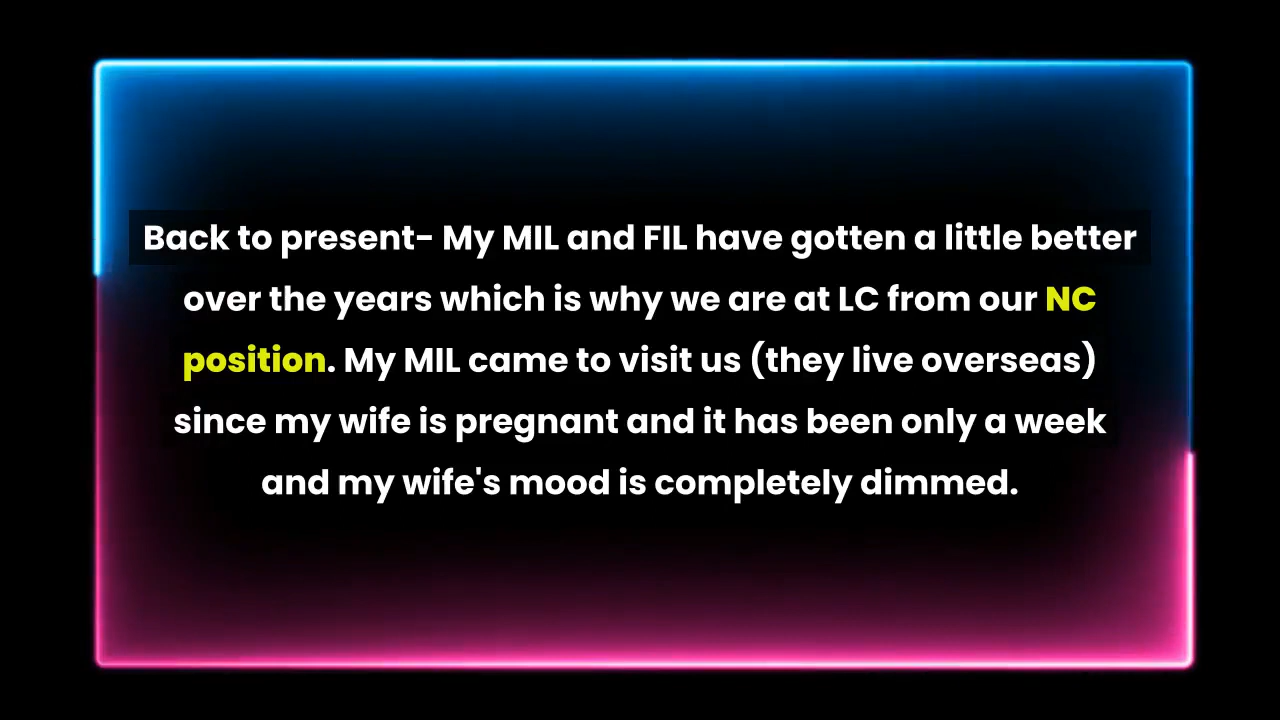 Back to present- My MIL and FIL have gotten a little better
over the years which is why we are at LC from our NC
position. My MIL came to visit us (they live overseas)
since my wife is pregnant and it has been only a week
and my wife's mood is completely dimmed.